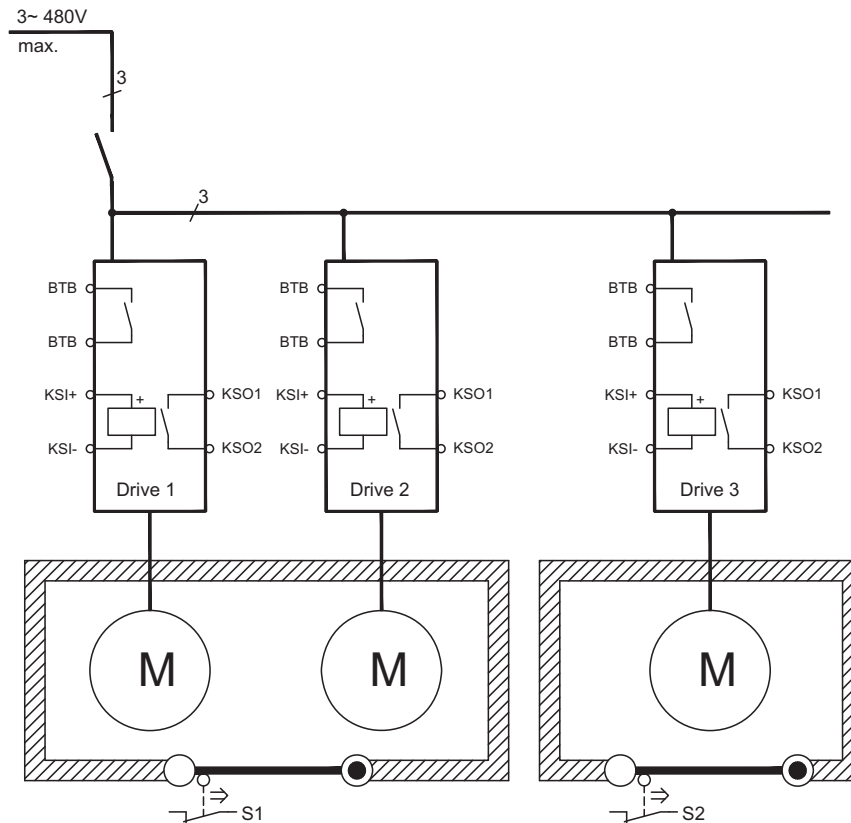 3~ 480V
max.
3
3
BTB
BTB
BTB
BTB
BTB
BTB
KSI+
+
KSO1
KSI+
+
KSO1
KSI+
+
KSO1
KSI-
KSO2
KSI-
KSO2
KSI-
KSO2
Drive 1
Drive 2
Drive 3
M
M
M
S1
S2